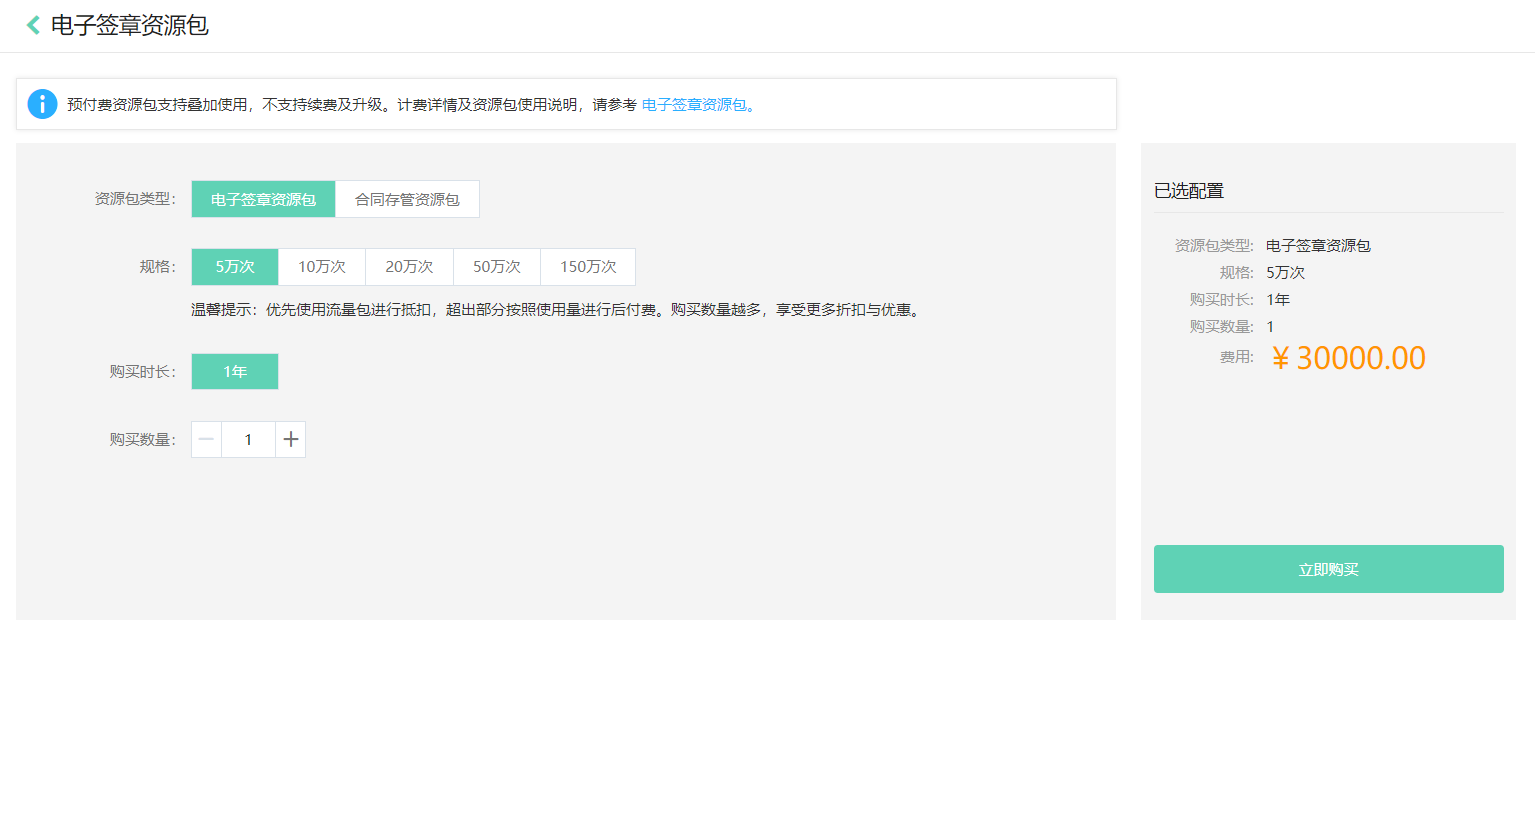 电子签章资源包
预付费资源包支持叠加使用，不支持续费及升级。计费详情及资源包使用说明，请参考 电子签章资源包。
资源包类型： 电子签章资源包 合同存管资源包
规格： 5万次 10万次 20万次 50万次 150万次
温馨提示：优先使用流量包进行抵扣，超出部分按照使用量进行后付费。购买数量越多，享受更多折扣与优惠。
购买时长： 1年
购买数量： 1
已选配置
资源包类型: 电子签章资源包
规格: 5万次
购买时长: 1年
购买数量: 1
费用: ¥ 30000.00
立即购买